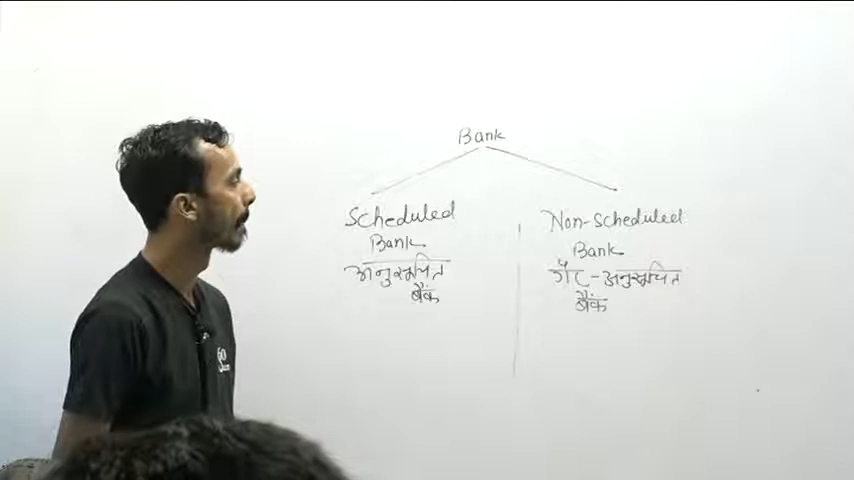 Bank
Scheduled
Bank
अनुसूचित
बैंक
Non-Scheduled
Bank
गैर-अनुसूचित
बैंक